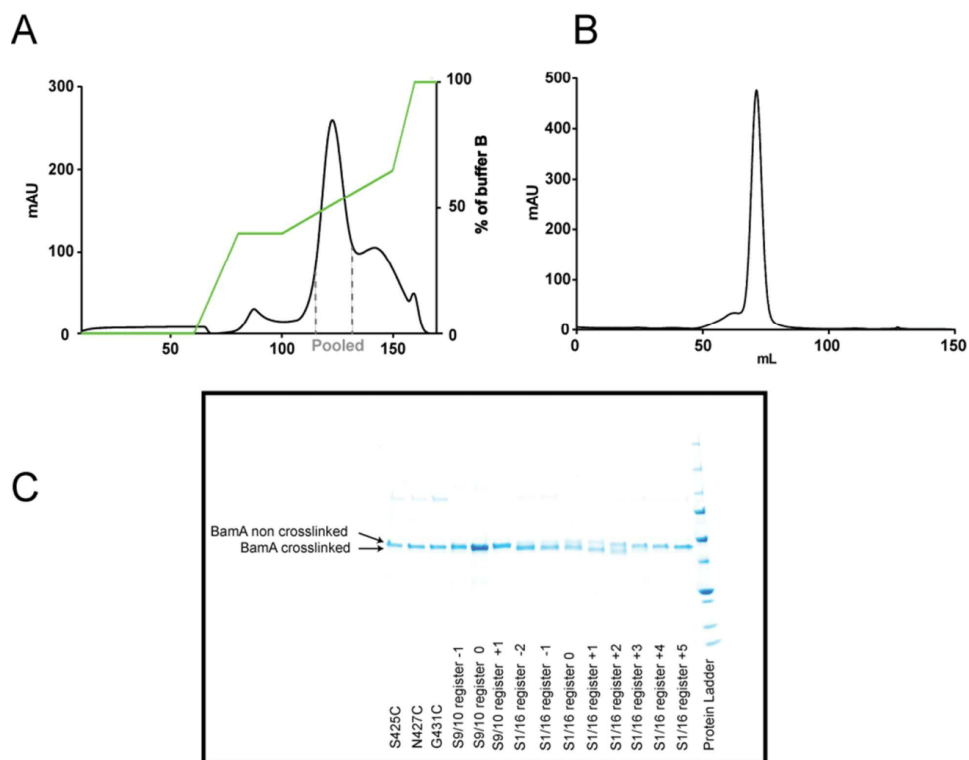 A
300
200
100
0
mAU
50
100
150
Pooled
100
50
0
% of buffer B
B
500
400
300
200
100
0
mAU
0
50
100
150
mL
C
BamA non crosslinked
BamA crosslinked
S425C
N427C
G431C
S9/10 register -1
S9/10 register 0
S9/10 register +1
S1/16 register -2
S1/16 register -1
S1/16 register 0
S1/16 register +1
S1/16 register +2
S1/16 register +3
S1/16 register +4
S1/16 register +5
Protein Ladder